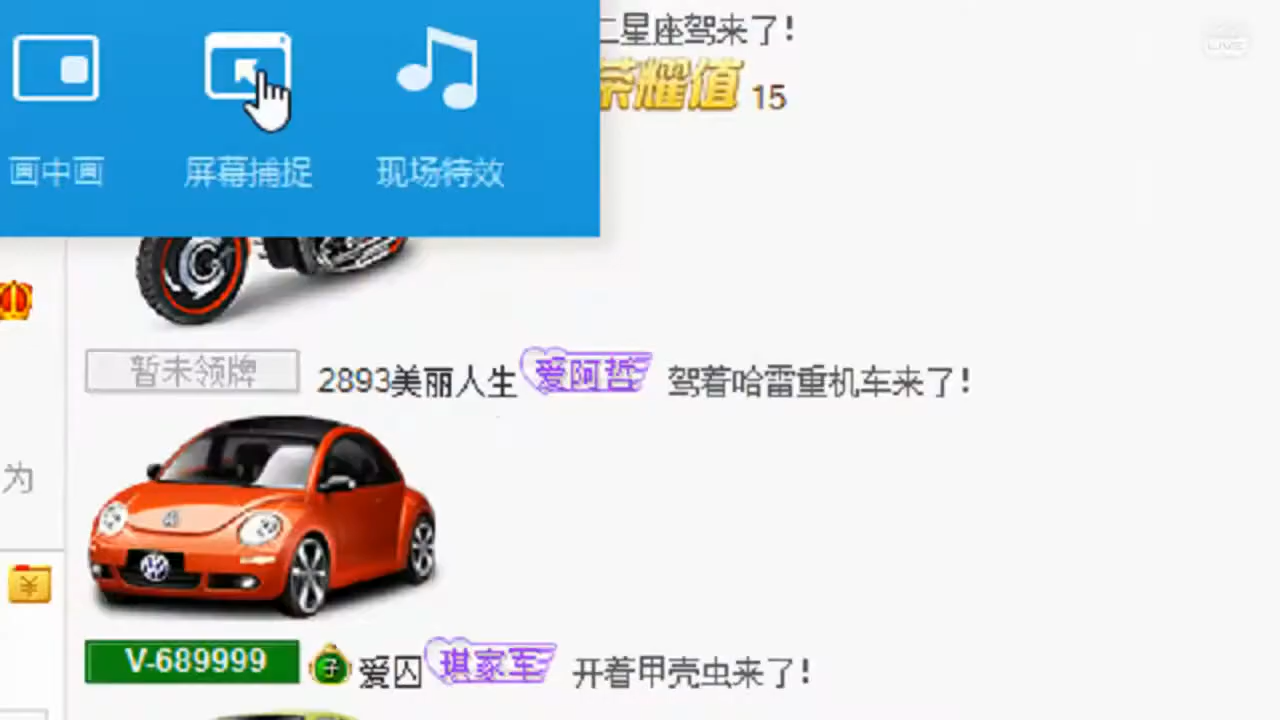 二星座驾来了!
LIVE
荣耀值 15
画中画 屏幕捕捉 现场特效
暂未领牌 2893美丽人生 爱阿哲 驾着哈雷重机车来了!
为
¥
V-689999 子 爱囚 琪家军 开着甲壳虫来了!